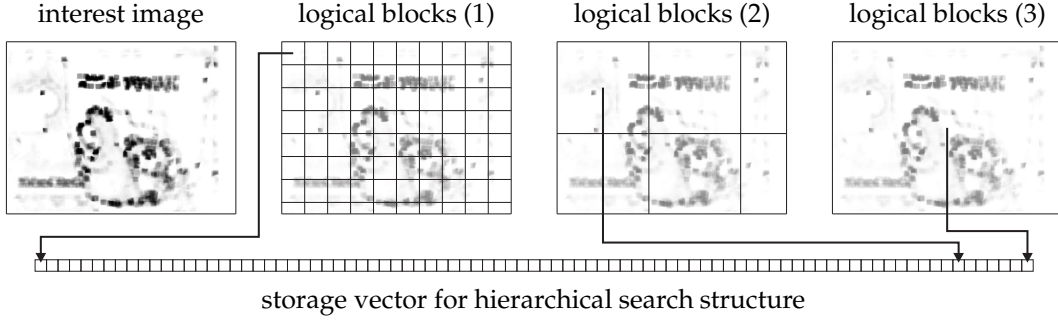 interest image
logical blocks (1)
logical blocks (2)
logical blocks (3)
storage vector for hierarchical search structure